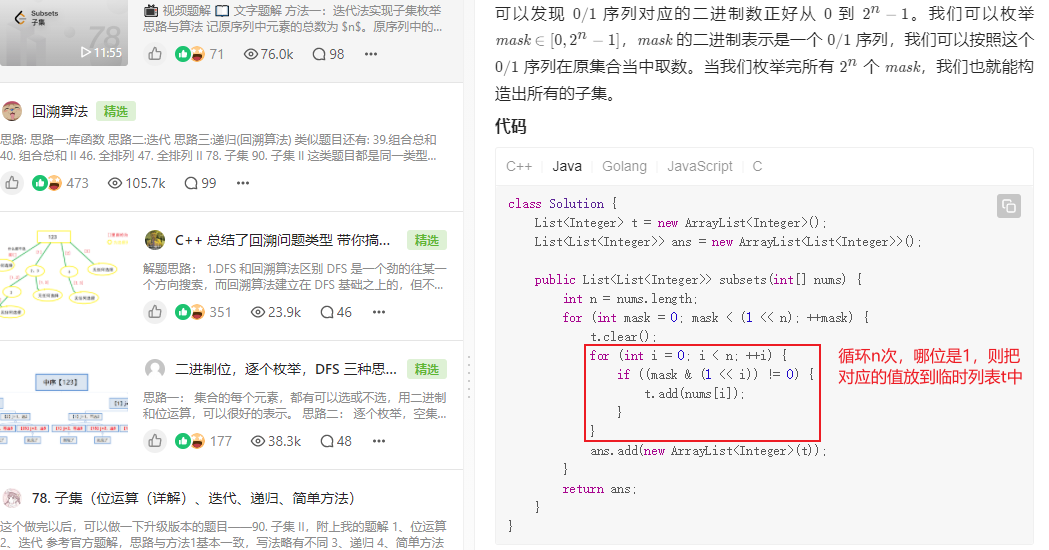 Subsets
子集
78
11:55
视频题解 文字题解 方法一：迭代法实现子集枚举
思路与算法 记原序列中元素的总数为 $n$。原序列中的...
71 76.0k 98
回溯算法 精选
思路: 思路一:库函数 思路二:迭代 思路三:递归(回溯算法) 类似题目还有: 39.组合总和
40. 组合总和 II 46. 全排列 47. 全排列 II 78. 子集 90. 子集 II 这类题目都是同一类型...
473 105.7k 99
123
C++ 总结了回溯问题类型 带你搞... 精选
解题思路： 1.DFS 和回溯算法区别 DFS 是一个劲的往某一
个方向搜索，而回溯算法建立在 DFS 基础之上的，但不...
351 23.9k 46
中序【123】
二进制位，逐个枚举，DFS 三种思... 精选
思路一： 集合的每个元素，都有可以选或不选，用二进制
和位运算，可以很好的表示。 思路二： 逐个枚举，空集...
177 38.3k 48
78. 子集（位运算（详解）、迭代、递归、简单方法）
这个做完以后，可以做一下升级版本的题目——90. 子集 II，附上我的题解 1、位运算
2、迭代 参考官方题解，思路与方法1基本一致，写法略有不同 3、递归 4、简单方法
可以发现 0/1 序列对应的二进制数正好从 0 到 2^n − 1。我们可以枚举
mask ∈ [0, 2^n − 1]，mask 的二进制表示是一个 0/1 序列，我们可以按照这个
0/1 序列在原集合当中取数。当我们枚举完所有 2^n 个 mask，我们也就能构
造出所有的子集。
代码
C++ Java Golang JavaScript C
class Solution {
    List<Integer> t = new ArrayList<Integer>();
    List<List<Integer>> ans = new ArrayList<List<Integer>>();
    public List<List<Integer>> subsets(int[] nums) {
        int n = nums.length;
        for (int mask = 0; mask < (1 << n); ++mask) {
            t.clear();
            for (int i = 0; i < n; ++i) {
                if ((mask & (1 << i)) != 0) {
                    t.add(nums[i]);
                }
            }
            ans.add(new ArrayList<Integer>(t));
        }
        return ans;
    }
}
循环n次，哪位是1，则把
对应的值放到临时列表t中